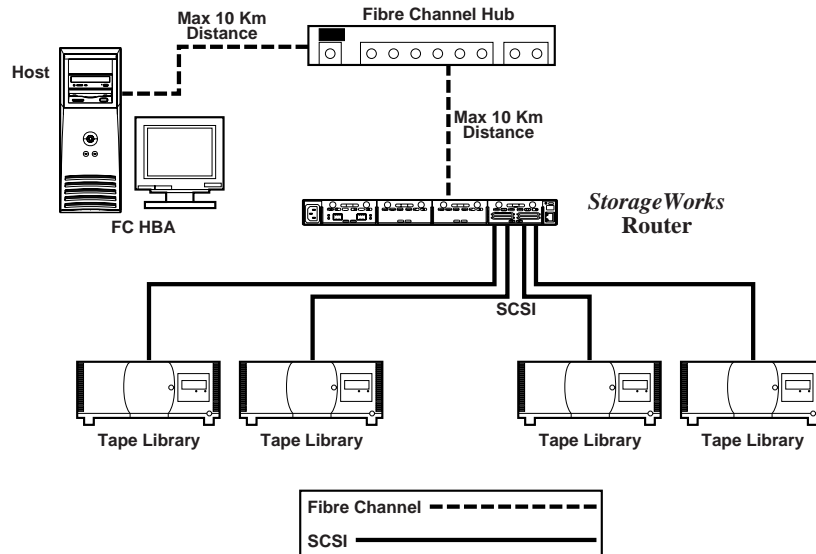 Max 10 Km
Distance
Fibre Channel Hub
Host
Max 10 Km
Distance
FC HBA
StorageWorks
Router
SCSI
Tape Library
Tape Library
Tape Library
Tape Library
Fibre Channel
SCSI